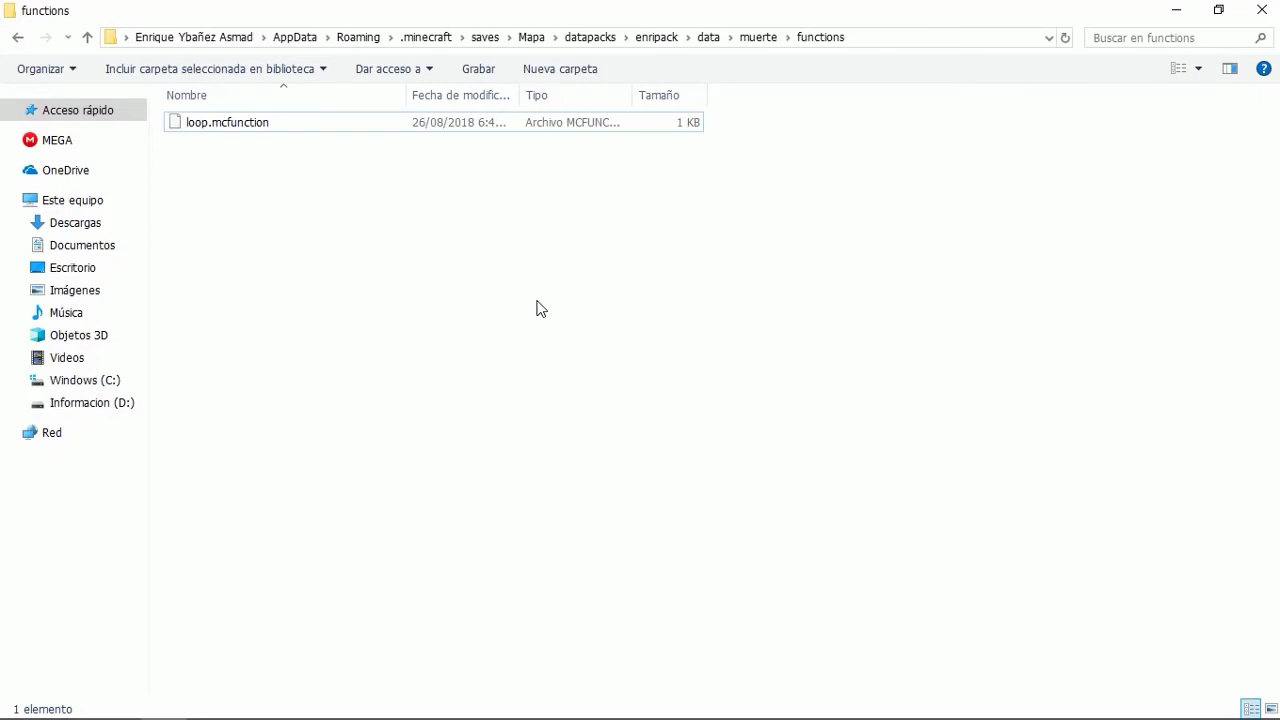 functions
Enrique Ybañez Asmad > AppData > Roaming > .minecraft > saves > Mapa > datapacks > enripack > data > muerte > functions
Buscar en functions
Organizar
Incluir carpeta seleccionada en biblioteca
Dar acceso a
Grabar
Nueva carpeta
Nombre
Fecha de modific...
Tipo
Tamaño
loop.mcfunction
26/08/2018 6:4...
Archivo MCFUNC...
1 KB
Acceso rápido
MEGA
OneDrive
Este equipo
Descargas
Documentos
Escritorio
Imágenes
Música
Objetos 3D
Videos
Windows (C:)
Informacion (D:)
Red
1 elemento